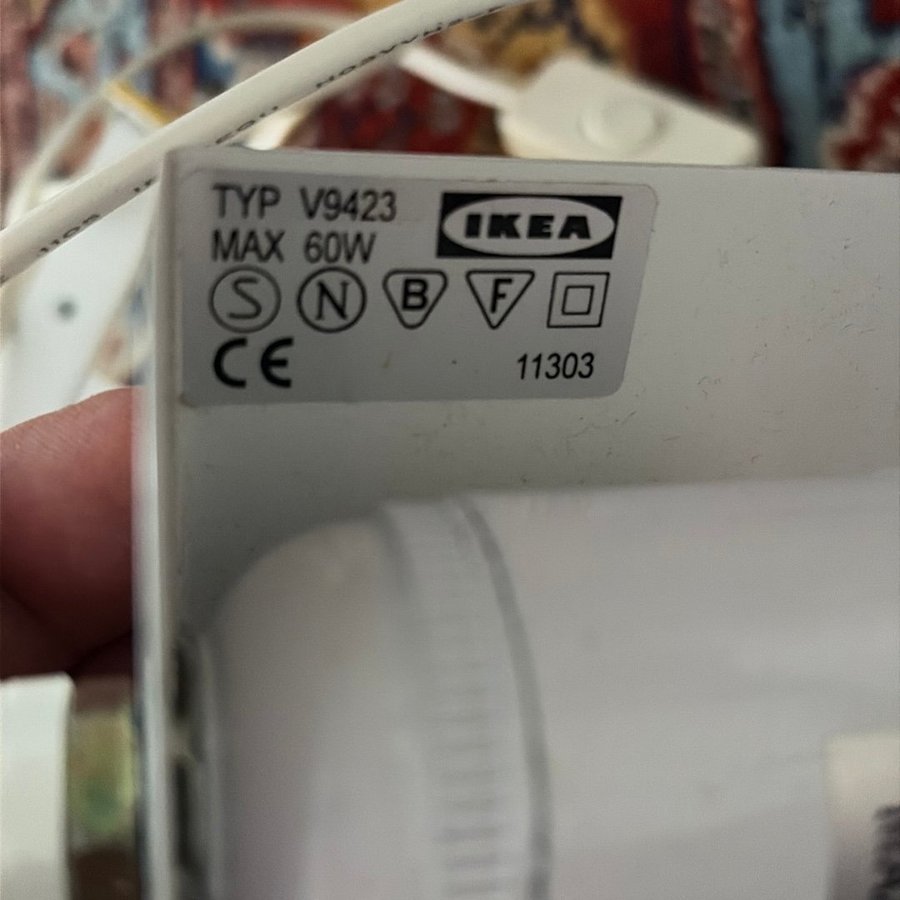 TYP V9423
MAX 60W
IKEA
S N B F
CE
11303